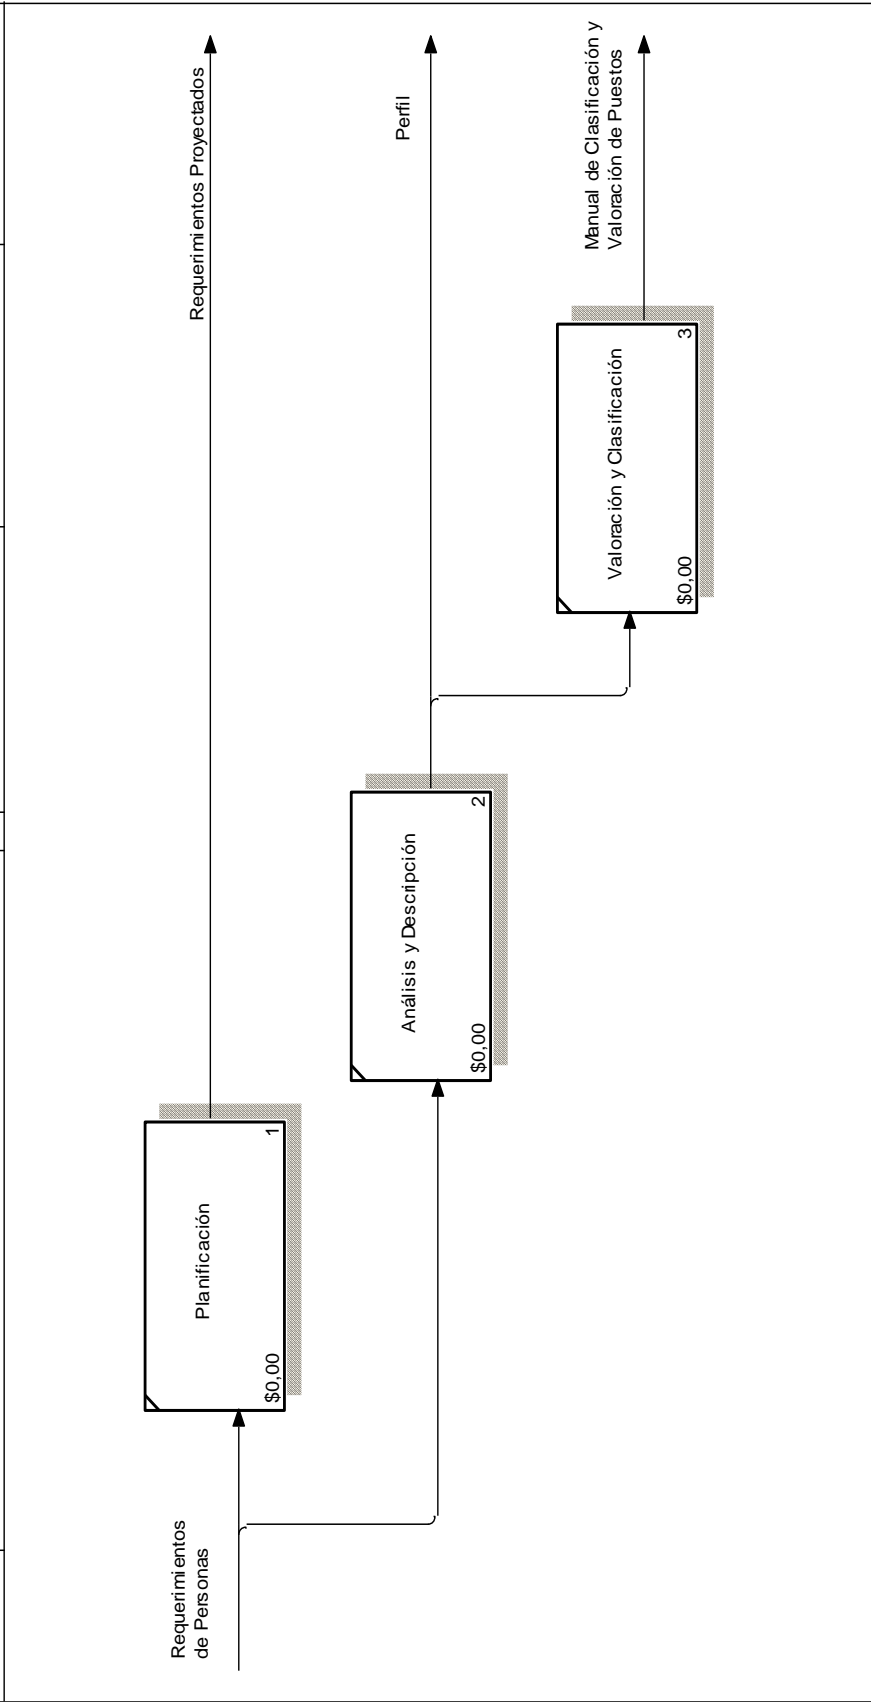 Requerimientos
de Personas
Planificación
$0,00
1
Requerimientos Proyectados
Análisis y Descripción
$0,00
2
Perfil
Valoración y Clasificación
$0,00
3
Manual de Clasificación y
Valoración de Puestos